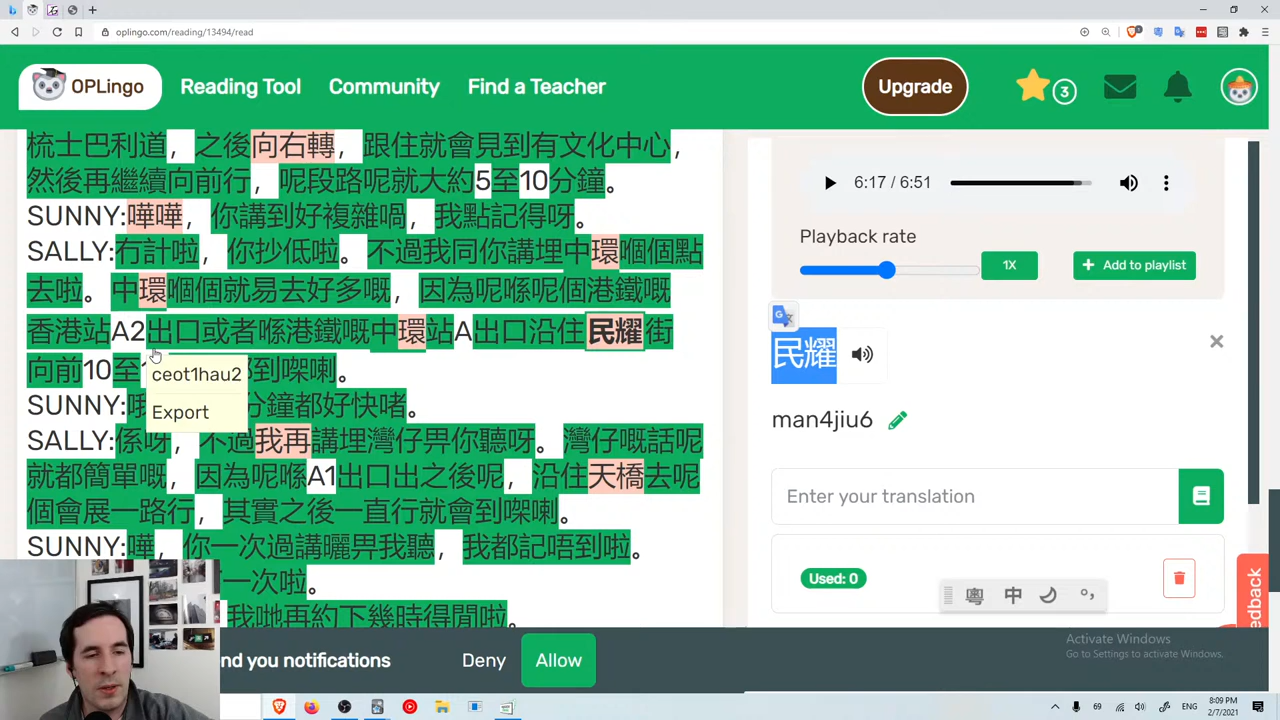 oplingo.com/reading/13494/read
OPLingo
Reading Tool
Community
Find a Teacher
Upgrade
3
梳士巴利道，之後向右轉，跟住就會見到有文化中心，
然後再繼續向前行，呢段路呢就大約5至10分鐘。
SUNNY:嘩嘩，你講到好複雜喎，我點記得呀。
SALLY:冇計啦，你抄低啦。不過我同你講埋中環嗰個點
去啦。中環嗰個就易去好多嘅，因為呢喺呢個港鐵嘅
香港站A2出口或者喺港鐵嘅中環站A出口沿住民耀街
向前10至
到㗎喇。
ceot1hau2
Export
SUNNY:
分鐘都好快啫。
SALLY:係呀，不過我再講埋灣仔畀你聽呀。灣仔嘅話呢
就都簡單嘅，因為呢喺A1出口出之後呢，沿住天橋去呢
個會展一路行，其實之後一直行就會到㗎喇。
SUNNY:嘩，你一次過講曬畀我聽，我都記唔到啦。
一次啦。
我哋再約下幾時得閒啦。
6:17 / 6:51
Playback rate
1X
+ Add to playlist
民耀
man4jiu6
Enter your translation
Used: 0
粵 中
edback
Activate Windows
Go to Settings to activate Windows.
nd you notifications
Deny
Allow
69
ENG
8:09 PM
2/7/2021